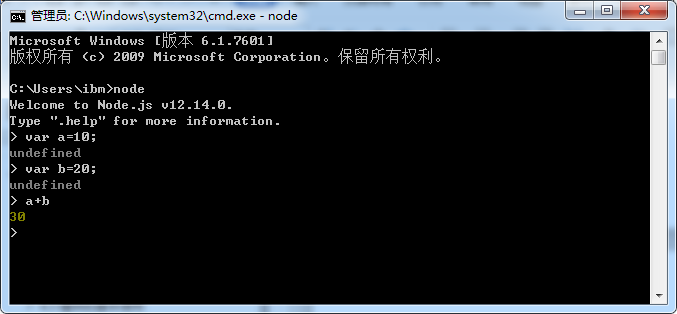 管理员: C:\Windows\system32\cmd.exe - node
Microsoft Windows [版本 6.1.7601]
版权所有 (c) 2009 Microsoft Corporation。保留所有权利。
C:\Users\ibm>node
Welcome to Node.js v12.14.0.
Type ".help" for more information.
> var a=10;
undefined
> var b=20;
undefined
> a+b
30
>